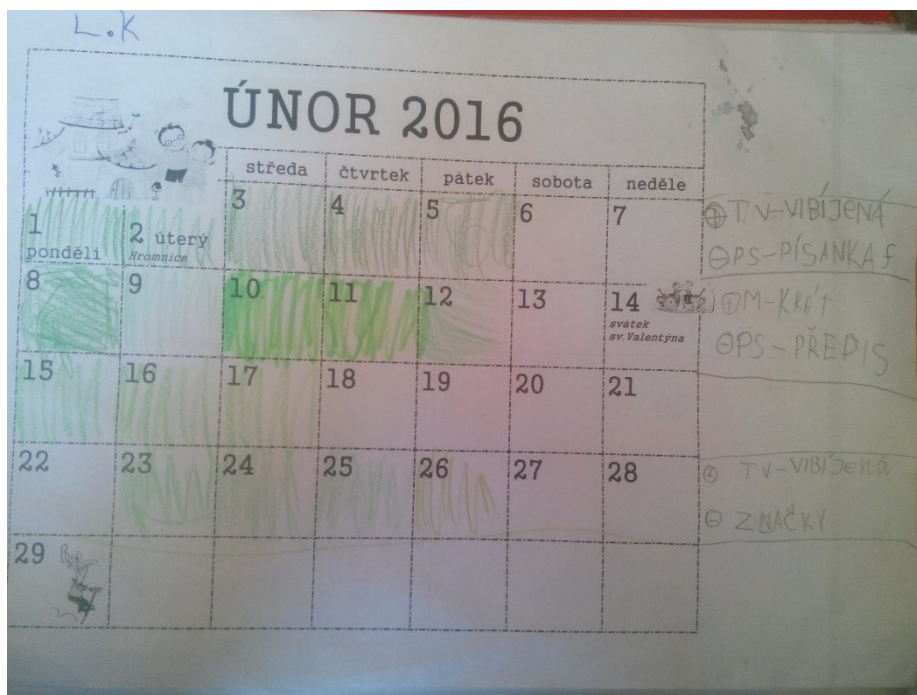 L.K
ÚNOR 2016
středa čtvrtek pátek sobota neděle
1 pondělí 2 úterý Hromnice 3 4 5 6 7
⊕ TV-VIBÍJENÁ
⊖ PS-PÍSANKA f
8 9 10 11 12 13 14 svátek sv.Valentýna
⊕ M-KRÁT
⊖ PS-PŘEPIS
15 16 17 18 19 20 21
22 23 24 25 26 27 28
⊕ TV-VIBÍJENÁ
⊖ ZNAČKY
29